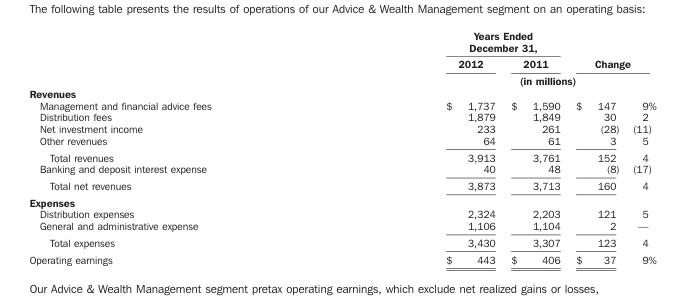 The following table presents the results of operations of our Advice & Wealth Management segment on an operating basis:
Years Ended
December 31,
2012 2011 Change
(in millions)
Revenues
Management and financial advice fees $ 1,737 $ 1,590 $ 147 9%
Distribution fees 1,879 1,849 30 2
Net investment income 233 261 (28) (11)
Other revenues 64 61 3 5
Total revenues 3,913 3,761 152 4
Banking and deposit interest expense 40 48 (8) (17)
Total net revenues 3,873 3,713 160 4
Expenses
Distribution expenses 2,324 2,203 121 5
General and administrative expense 1,106 1,104 2 —
Total expenses 3,430 3,307 123 4
Operating earnings $ 443 $ 406 $ 37 9%
Our Advice & Wealth Management segment pretax operating earnings, which exclude net realized gains or losses,